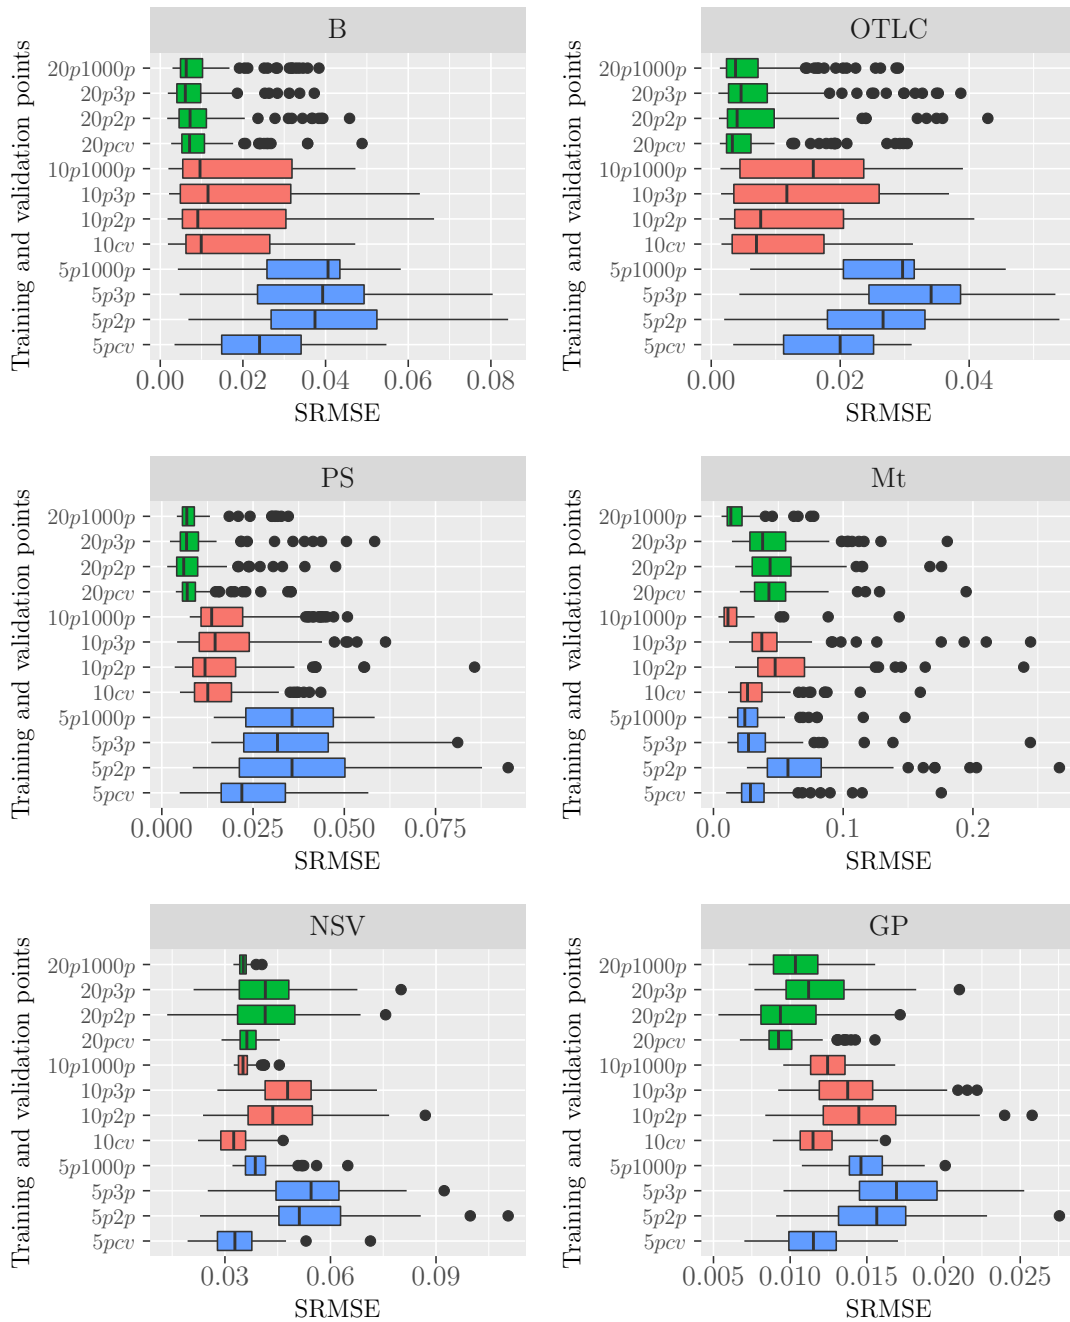 B
Training and validation points
20p1000p
20p3p
20p2p
20pcv
10p1000p
10p3p
10p2p
10cv
5p1000p
5p3p
5p2p
5pcv
0.00 0.02 0.04 0.06 0.08
SRMSE
OTLC
Training and validation points
20p1000p
20p3p
20p2p
20pcv
10p1000p
10p3p
10p2p
10cv
5p1000p
5p3p
5p2p
5pcv
0.00 0.02 0.04
SRMSE
PS
Training and validation points
20p1000p
20p3p
20p2p
20pcv
10p1000p
10p3p
10p2p
10cv
5p1000p
5p3p
5p2p
5pcv
0.000 0.025 0.050 0.075
SRMSE
Mt
Training and validation points
20p1000p
20p3p
20p2p
20pcv
10p1000p
10p3p
10p2p
10cv
5p1000p
5p3p
5p2p
5pcv
0.0 0.1 0.2
SRMSE
NSV
Training and validation points
20p1000p
20p3p
20p2p
20pcv
10p1000p
10p3p
10p2p
10cv
5p1000p
5p3p
5p2p
5pcv
0.03 0.06 0.09
SRMSE
GP
Training and validation points
20p1000p
20p3p
20p2p
20pcv
10p1000p
10p3p
10p2p
10cv
5p1000p
5p3p
5p2p
5pcv
0.005 0.010 0.015 0.020 0.025
SRMSE